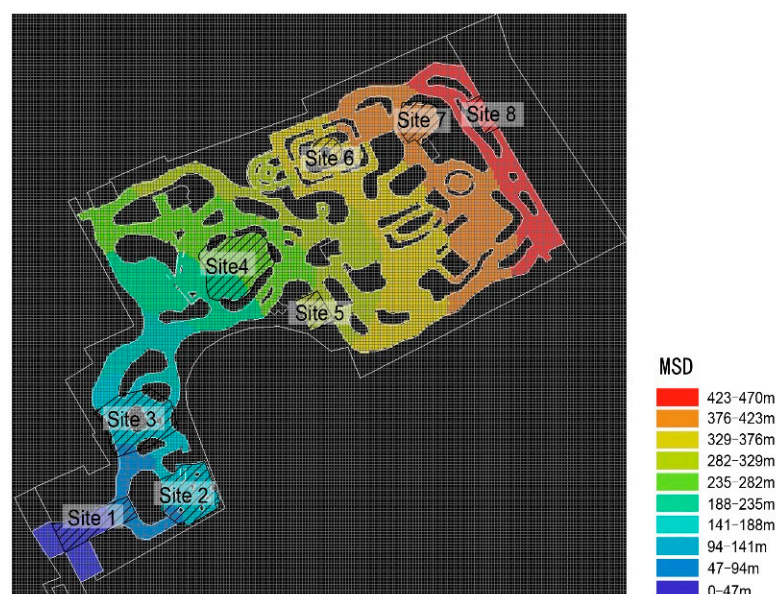 Site 7
Site 8
Site 6
Site4
Site 5
Site 3
Site 2
Site 1
MSD
423-470m
376-423m
329-376m
282-329m
235-282m
188-235m
141-188m
94-141m
47-94m
0-47m